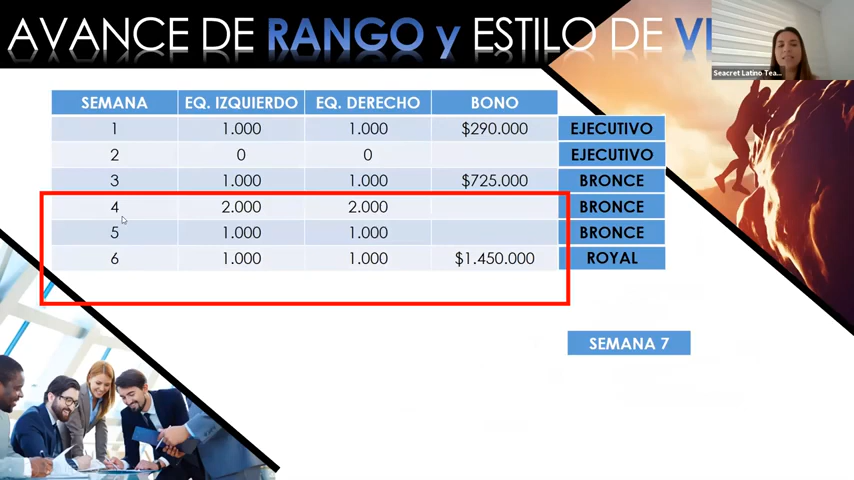 AVANCE DE RANGO y ESTILO DE
Seacret Latino Tea...
SEMANA EQ. IZQUIERDO EQ. DERECHO BONO
1 1.000 1.000 $290.000 EJECUTIVO
2 0 0 EJECUTIVO
3 1.000 1.000 $725.000 BRONCE
4 2.000 2.000 BRONCE
5 1.000 1.000 BRONCE
6 1.000 1.000 $1.450.000 ROYAL
SEMANA 7